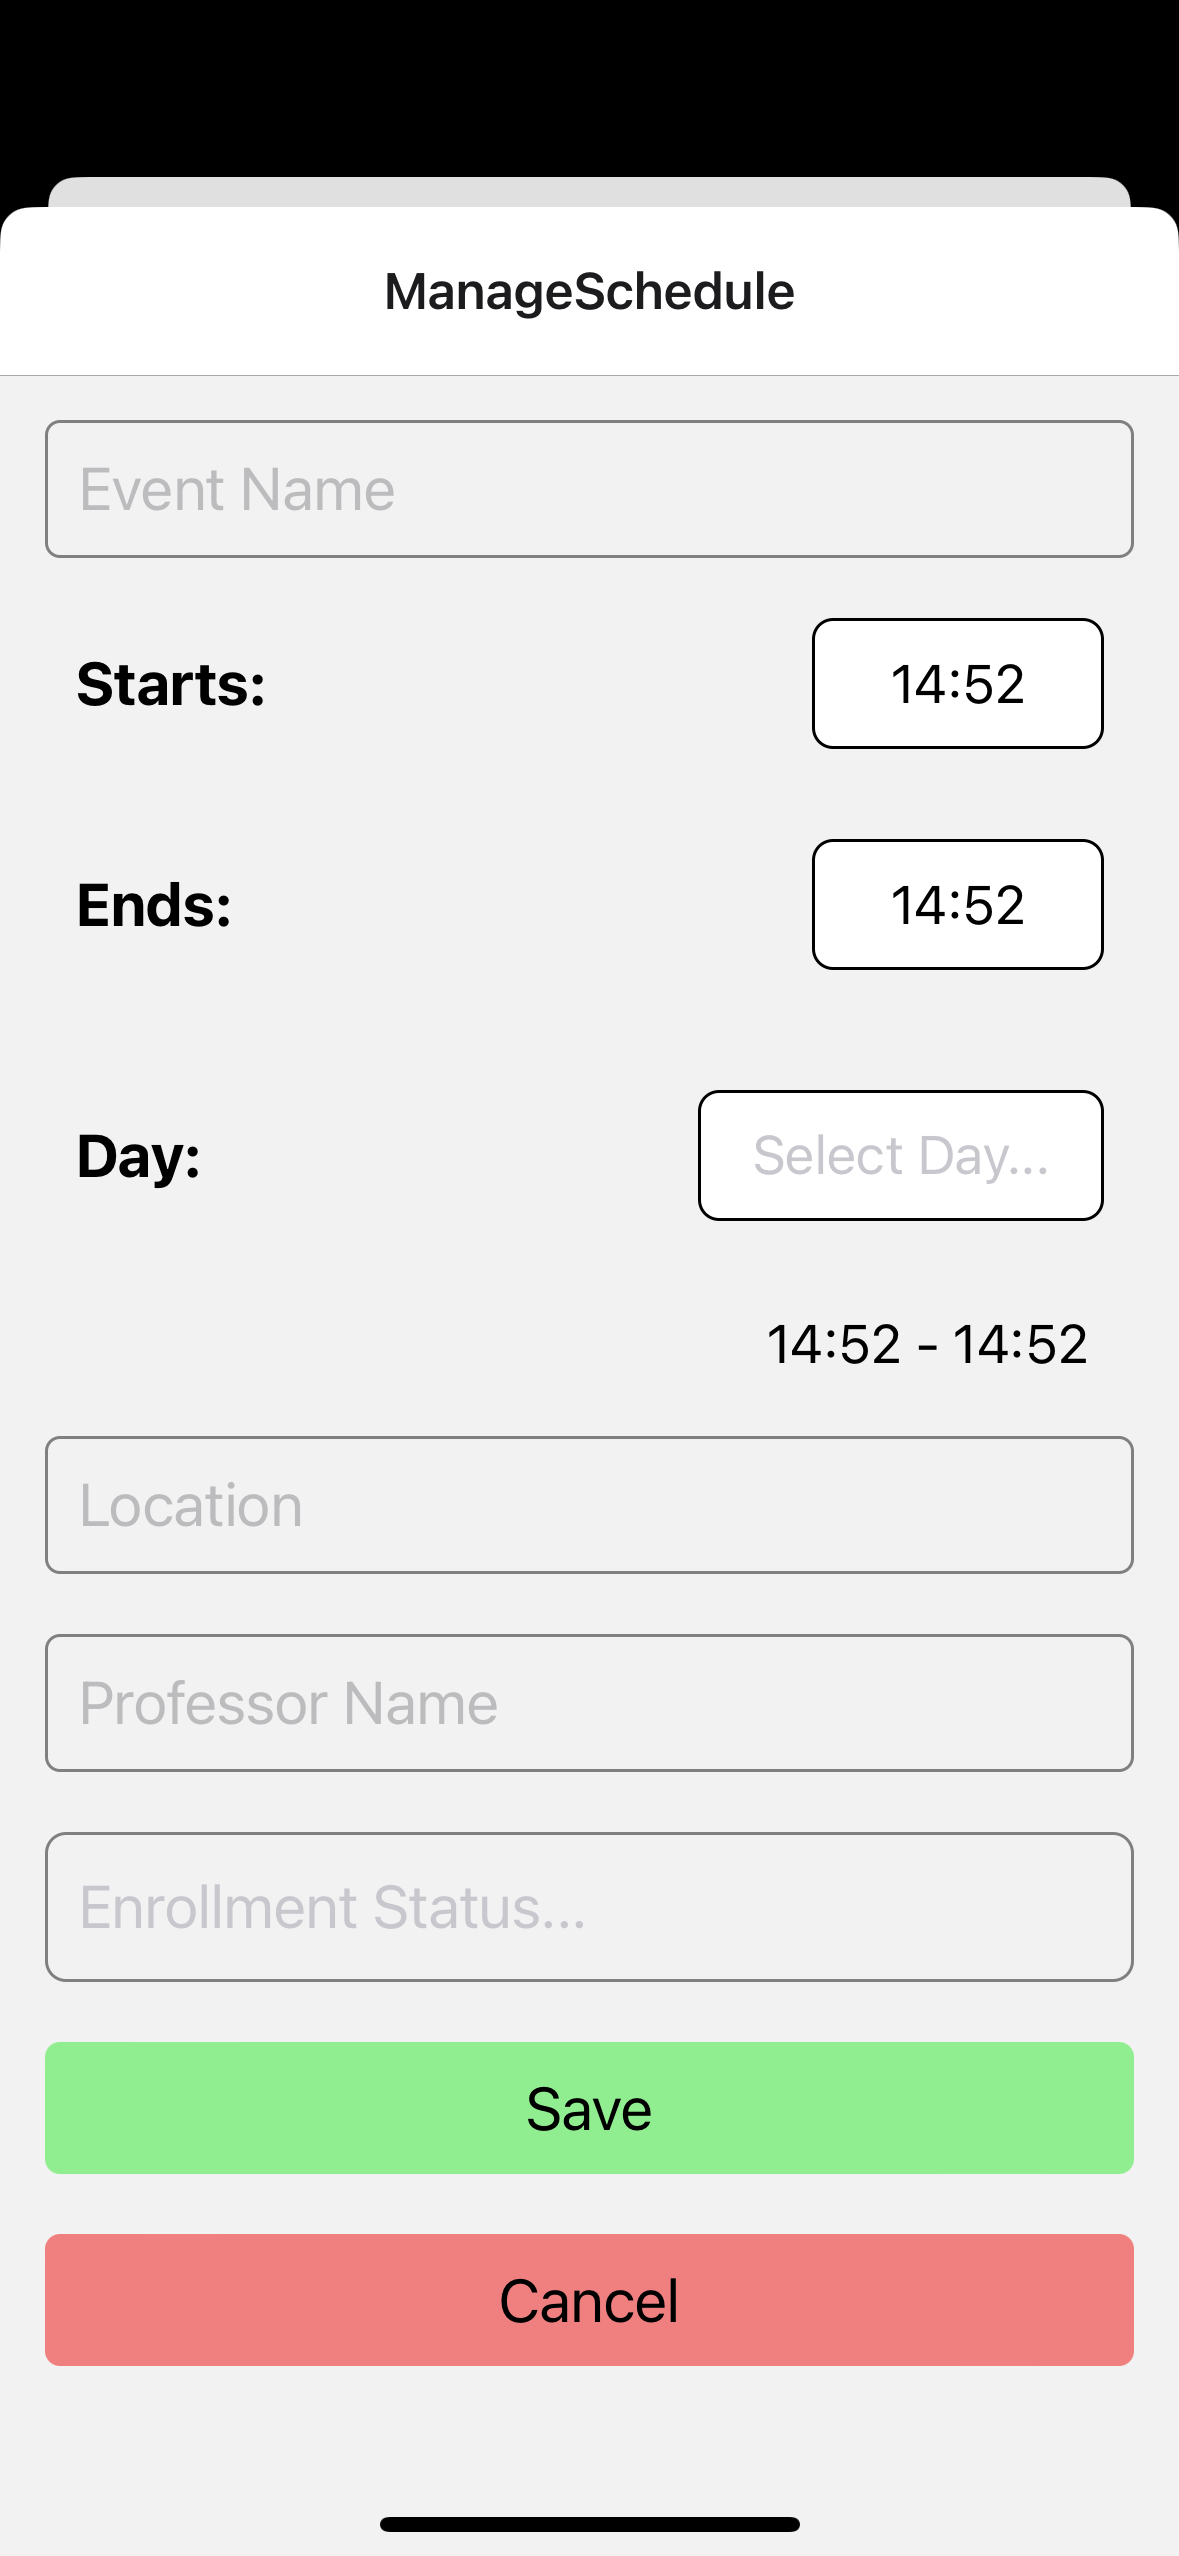 ManageSchedule
Event Name
Starts: 14:52
Ends: 14:52
Day: Select Day...
14:52 - 14:52
Location
Professor Name
Enrollment Status...
Save
Cancel